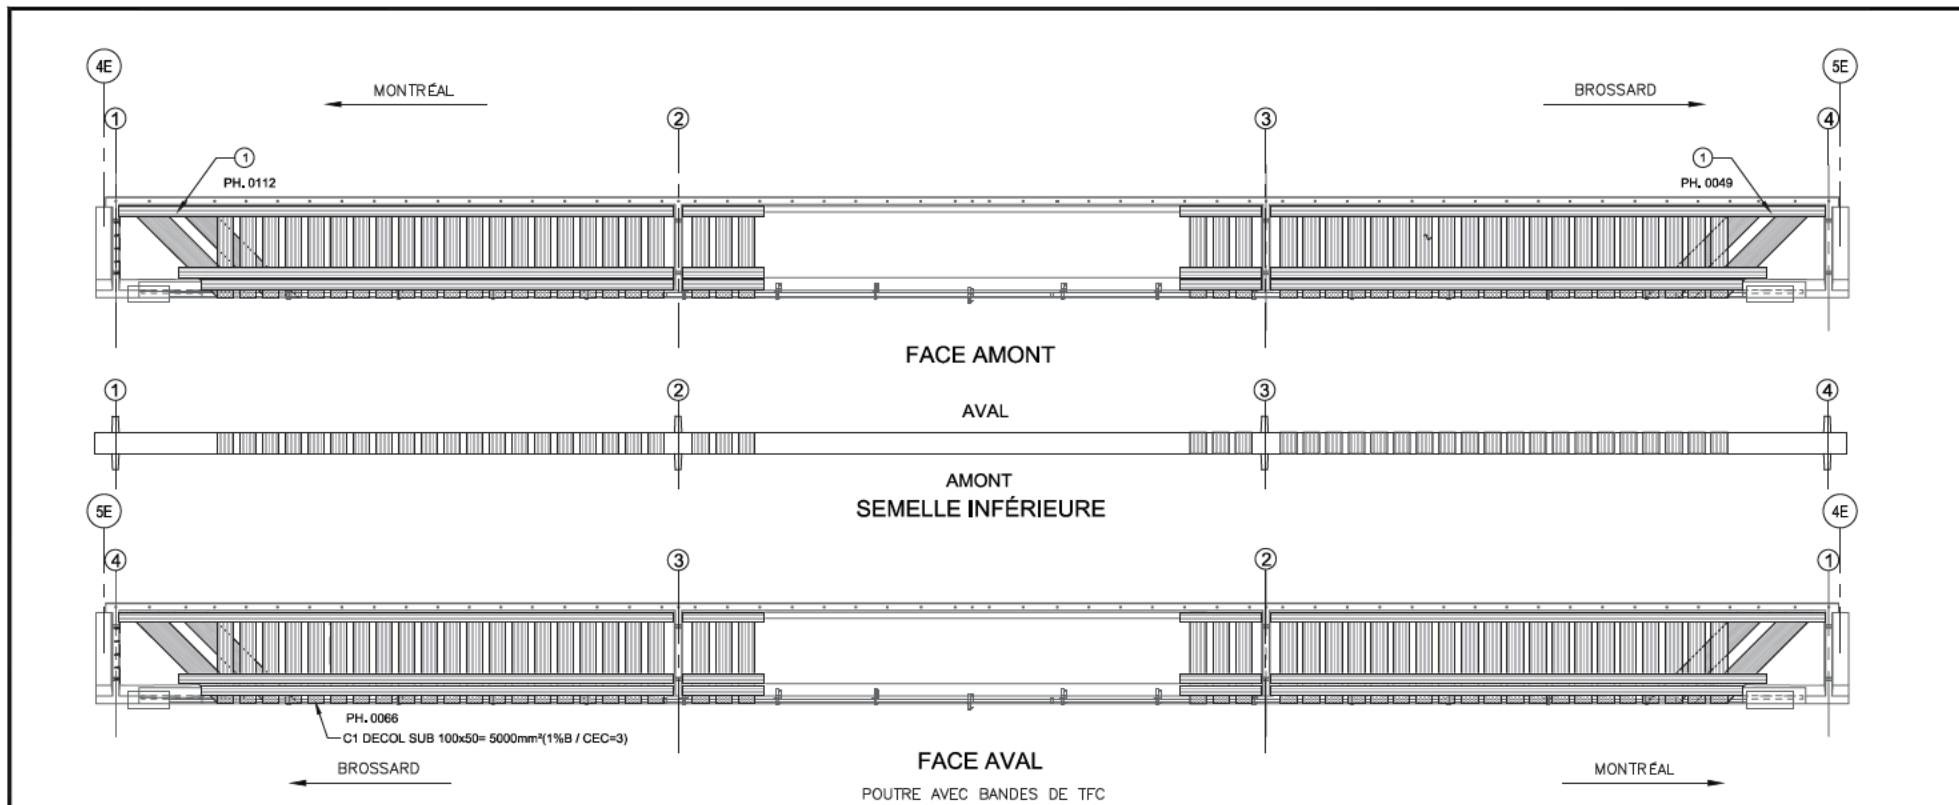 4E
5E
MONTRÉAL
BROSSARD
1
2
3
4
1
1
PH. 0112
PH. 0049
FACE AMONT
1
2
3
4
AVAL
AMONT
SEMELLE INFÉRIEURE
5E
4E
4
3
2
1
PH. 0066
C1 DECOL SUB 100x50= 5000mm²(1%B / CEC=3)
FACE AVAL
BROSSARD
MONTRÉAL
POUTRE AVEC BANDES DE TFC